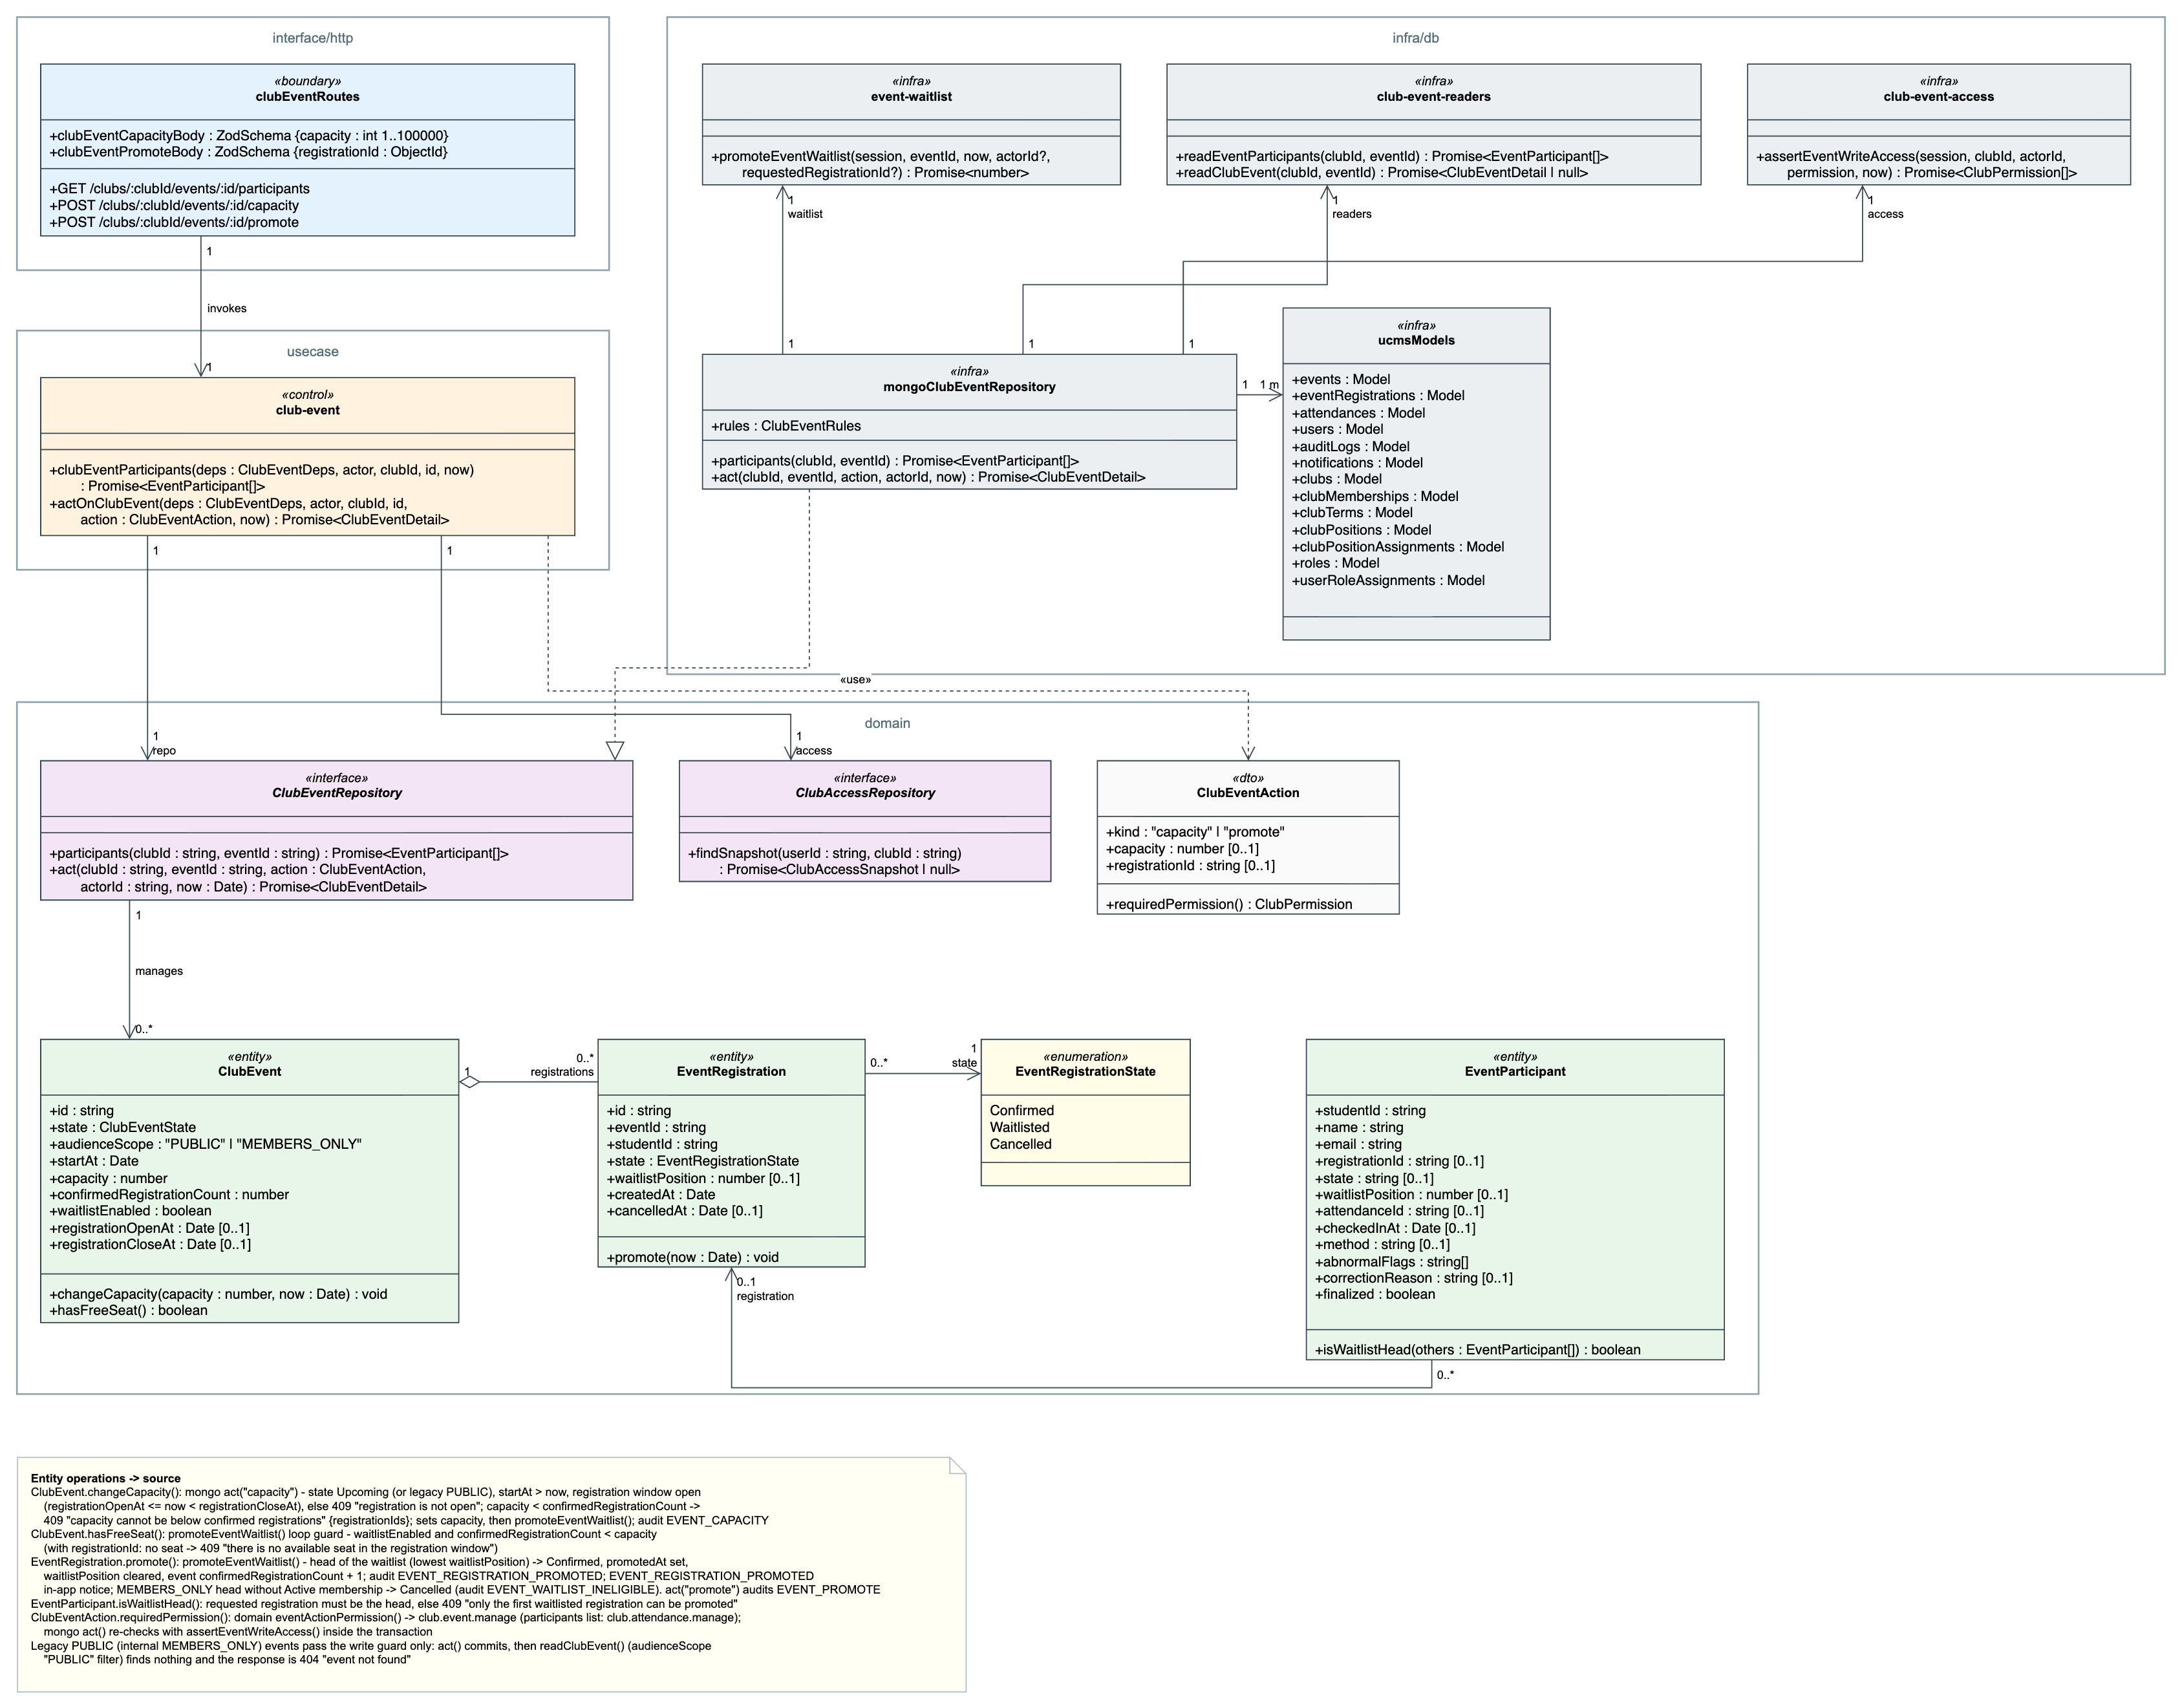 interface/http
«boundary»
clubEventRoutes
+clubEventCapacityBody : ZodSchema {capacity : int 1..100000}
+clubEventPromoteBody : ZodSchema {registrationId : ObjectId}
+GET /clubs/:clubId/events/:id/participants
+POST /clubs/:clubId/events/:id/capacity
+POST /clubs/:clubId/events/:id/promote
1
invokes
1
usecase
«control»
club-event
+clubEventParticipants(deps : ClubEventDeps, actor, clubId, id, now)
: Promise<EventParticipant[]>
+actOnClubEvent(deps : ClubEventDeps, actor, clubId, id,
action : ClubEventAction, now) : Promise<ClubEventDetail>
1
1
infra/db
«infra»
event-waitlist
+promoteEventWaitlist(session, eventId, now, actorId?,
requestedRegistrationId?) : Promise<number>
«infra»
club-event-readers
+readEventParticipants(clubId, eventId) : Promise<EventParticipant[]>
+readClubEvent(clubId, eventId) : Promise<ClubEventDetail | null>
«infra»
club-event-access
+assertEventWriteAccess(session, clubId, actorId,
permission, now) : Promise<ClubPermission[]>
1
waitlist
1
readers
1
access
1
1
1
«infra»
mongoClubEventRepository
+rules : ClubEventRules
+participants(clubId, eventId) : Promise<EventParticipant[]>
+act(clubId, eventId, action, actorId, now) : Promise<ClubEventDetail>
1
1 m
«infra»
ucmsModels
+events : Model
+eventRegistrations : Model
+attendances : Model
+users : Model
+auditLogs : Model
+notifications : Model
+clubs : Model
+clubMemberships : Model
+clubTerms : Model
+clubPositions : Model
+clubPositionAssignments : Model
+roles : Model
+userRoleAssignments : Model
«use»
domain
1
repo
1
access
«interface»
ClubEventRepository
+participants(clubId : string, eventId : string) : Promise<EventParticipant[]>
+act(clubId : string, eventId : string, action : ClubEventAction,
actorId : string, now : Date) : Promise<ClubEventDetail>
«interface»
ClubAccessRepository
+findSnapshot(userId : string, clubId : string)
: Promise<ClubAccessSnapshot | null>
«dto»
ClubEventAction
+kind : "capacity" | "promote"
+capacity : number [0..1]
+registrationId : string [0..1]
+requiredPermission() : ClubPermission
1
manages
0..*
«entity»
ClubEvent
+id : string
+state : ClubEventState
+audienceScope : "PUBLIC" | "MEMBERS_ONLY"
+startAt : Date
+capacity : number
+confirmedRegistrationCount : number
+waitlistEnabled : boolean
+registrationOpenAt : Date [0..1]
+registrationCloseAt : Date [0..1]
+changeCapacity(capacity : number, now : Date) : void
+hasFreeSeat() : boolean
1
0..*
registrations
«entity»
EventRegistration
+id : string
+eventId : string
+studentId : string
+state : EventRegistrationState
+waitlistPosition : number [0..1]
+createdAt : Date
+cancelledAt : Date [0..1]
+promote(now : Date) : void
0..*
1
state
«enumeration»
EventRegistrationState
Confirmed
Waitlisted
Cancelled
«entity»
EventParticipant
+studentId : string
+name : string
+email : string
+registrationId : string [0..1]
+state : string [0..1]
+waitlistPosition : number [0..1]
+attendanceId : string [0..1]
+checkedInAt : Date [0..1]
+method : string [0..1]
+abnormalFlags : string[]
+correctionReason : string [0..1]
+finalized : boolean
+isWaitlistHead(others : EventParticipant[]) : boolean
0..1
registration
0..*
Entity operations -> source
ClubEvent.changeCapacity(): mongo act("capacity") - state Upcoming (or legacy PUBLIC), startAt > now, registration window open
(registrationOpenAt <= now < registrationCloseAt), else 409 "registration is not open"; capacity < confirmedRegistrationCount ->
409 "capacity cannot be below confirmed registrations" {registrationIds}; sets capacity, then promoteEventWaitlist(); audit EVENT_CAPACITY
ClubEvent.hasFreeSeat(): promoteEventWaitlist() loop guard - waitlistEnabled and confirmedRegistrationCount < capacity
(with registrationId: no seat -> 409 "there is no available seat in the registration window")
EventRegistration.promote(): promoteEventWaitlist() - head of the waitlist (lowest waitlistPosition) -> Confirmed, promotedAt set,
waitlistPosition cleared, event confirmedRegistrationCount + 1; audit EVENT_REGISTRATION_PROMOTED; EVENT_REGISTRATION_PROMOTED
in-app notice; MEMBERS_ONLY head without Active membership -> Cancelled (audit EVENT_WAITLIST_INELIGIBLE). act("promote") audits EVENT_PROMOTE
EventParticipant.isWaitlistHead(): requested registration must be the head, else 409 "only the first waitlisted registration can be promoted"
ClubEventAction.requiredPermission(): domain eventActionPermission() -> club.event.manage (participants list: club.attendance.manage);
mongo act() re-checks with assertEventWriteAccess() inside the transaction
Legacy PUBLIC (internal MEMBERS_ONLY) events pass the write guard only: act() commits, then readClubEvent() (audienceScope
"PUBLIC" filter) finds nothing and the response is 404 "event not found"